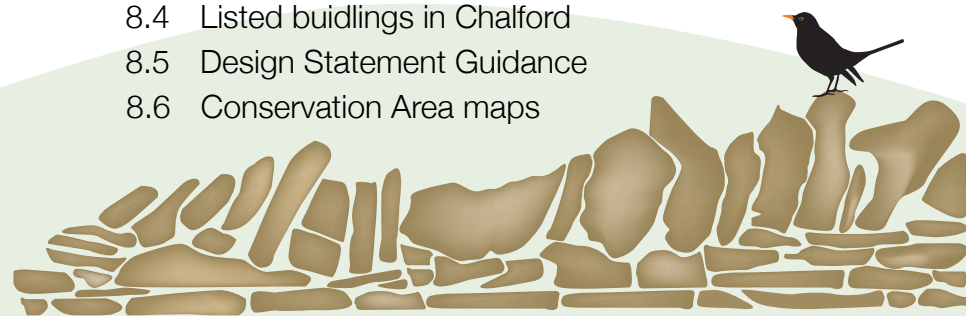 8.4 Listed buidlings in Chalford
8.5 Design Statement Guidance
8.6 Conservation Area maps